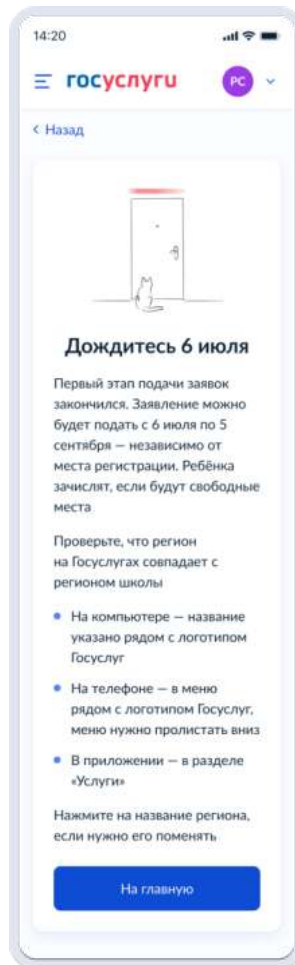 14:20
госуслуги
РС
Назад
Дождитесь 6 июля
Первый этап подачи заявок
закончился. Заявление можно
будет подать с 6 июля по 5
сентября — независимо от
места регистрации. Ребёнка
зачислят, если будут свободные
места
Проверьте, что регион
на Госуслугах совпадает с
регионом школы
На компьютере — название
указано рядом с логотипом
Госуслуг
На телефоне — в меню
рядом с логотипом Госуслуг,
меню нужно пролистать вниз
В приложении — в разделе
«Услуги»
Нажмите на название региона,
если нужно его поменять
На главную